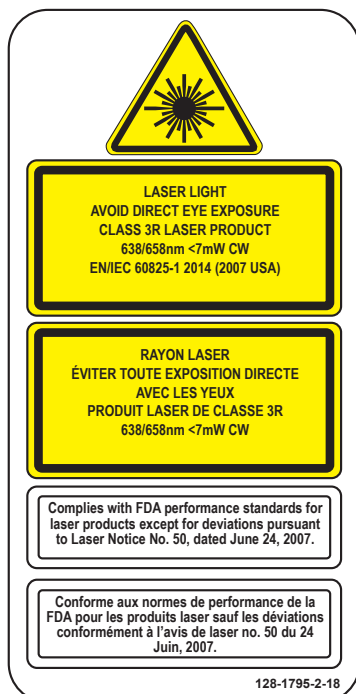 LASER LIGHT
AVOID DIRECT EYE EXPOSURE
CLASS 3R LASER PRODUCT
638/658nm <7mW CW
EN/IEC 60825-1 2014 (2007 USA)
RAYON LASER
ÉVITER TOUTE EXPOSITION DIRECTE
AVEC LES YEUX
PRODUIT LASER DE CLASSE 3R
638/658nm <7mW CW
Complies with FDA performance standards for
laser products except for deviations pursuant
to Laser Notice No. 50, dated June 24, 2007.
Conforme aux normes de performance de la
FDA pour les produits laser sauf les déviations
conformément à l'avis de laser no. 50 du 24
Juin, 2007.
128-1795-2-18